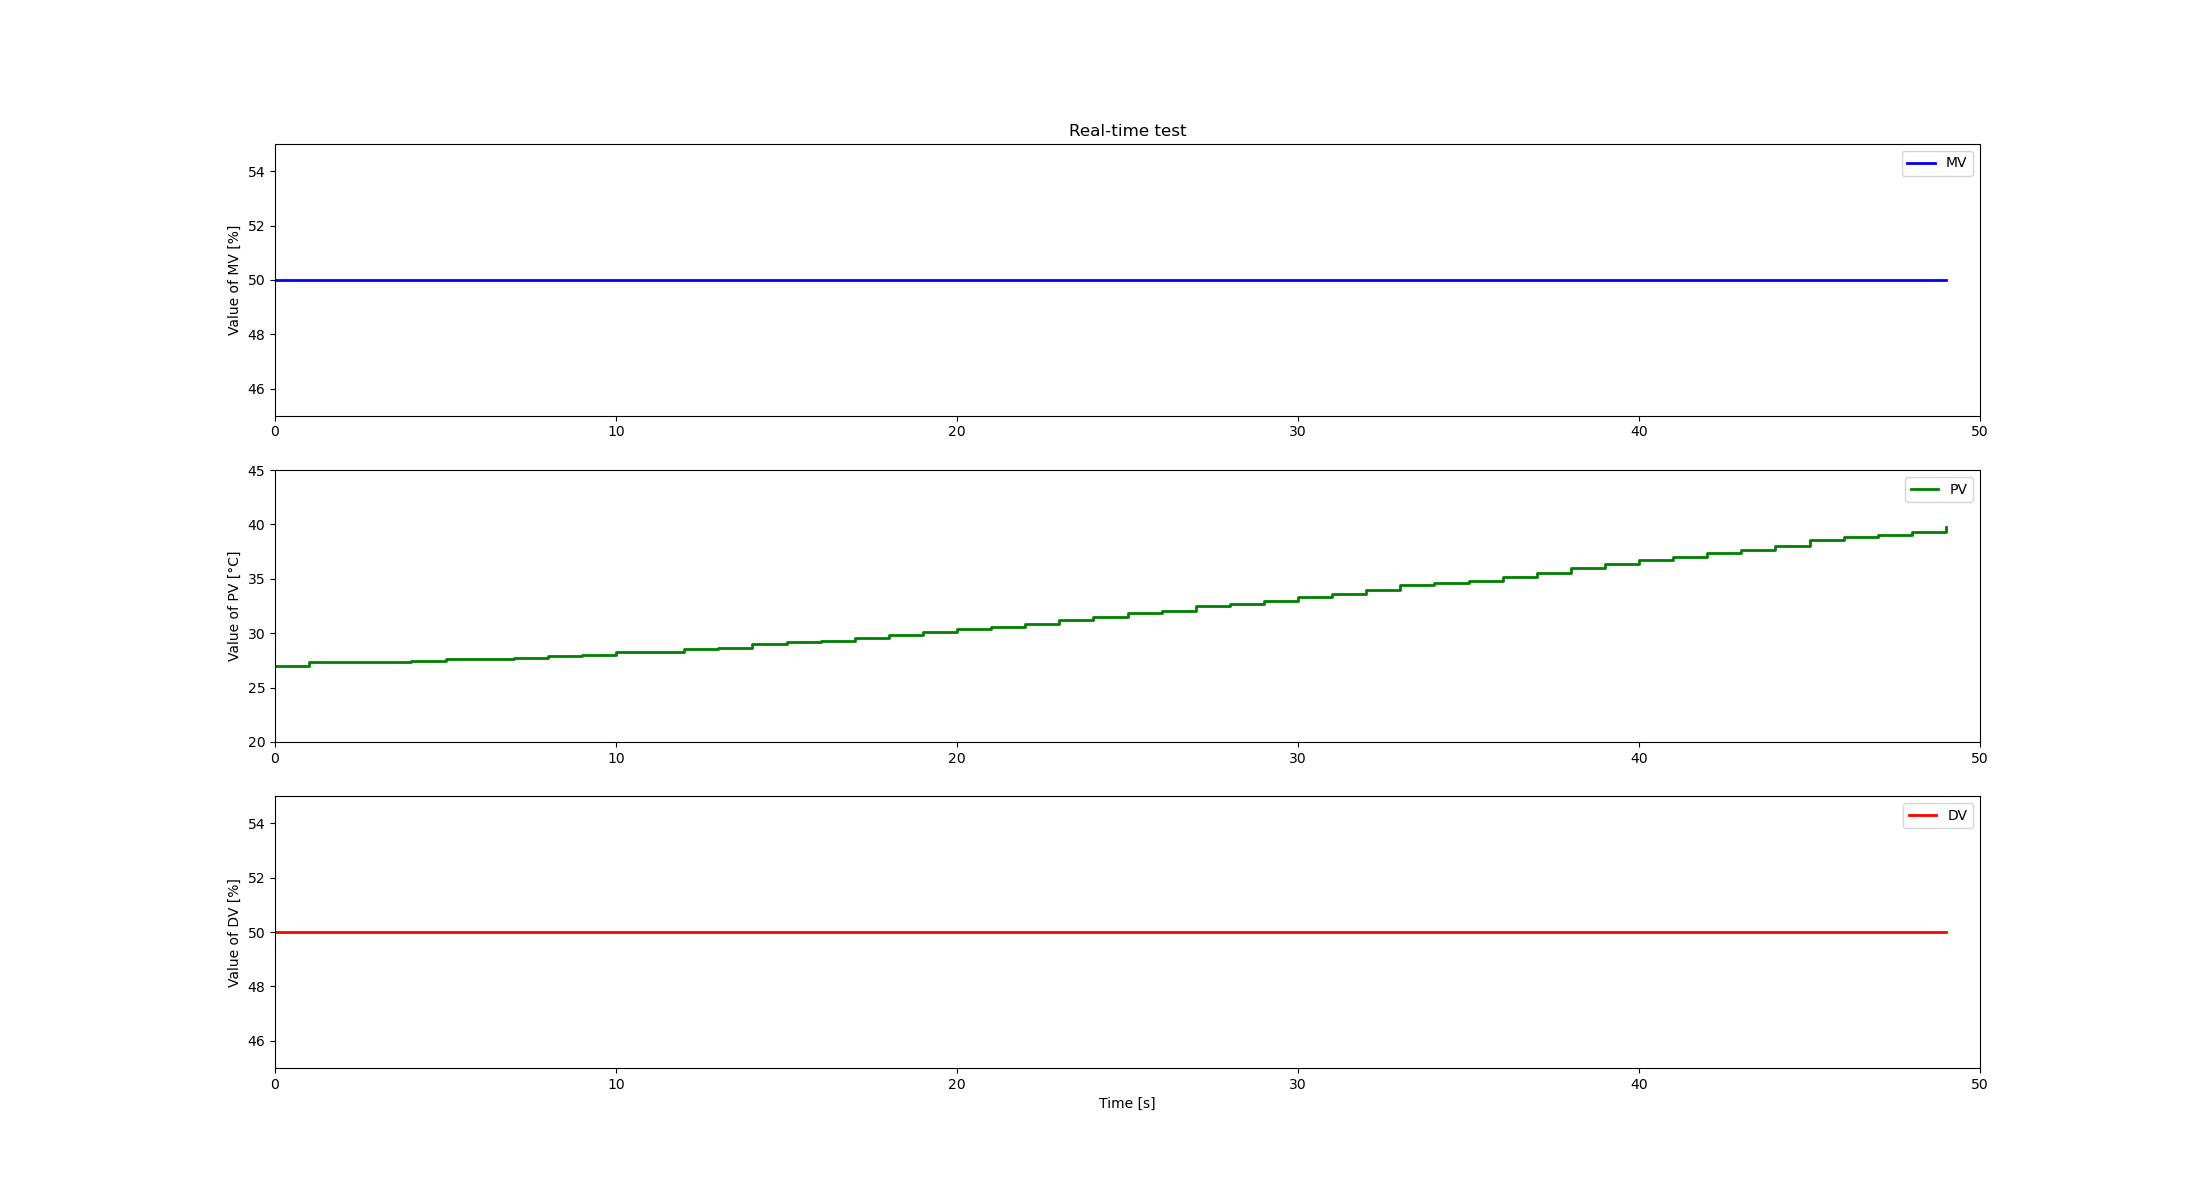 Real-time test
Value of MV [%]
54
52
50
48
46
MV
0 10 20 30 40 50
Value of PV [°C]
45
40
35
30
25
20
PV
0 10 20 30 40 50
Value of DV [%]
54
52
50
48
46
DV
0 10 20 30 40 50
Time [s]